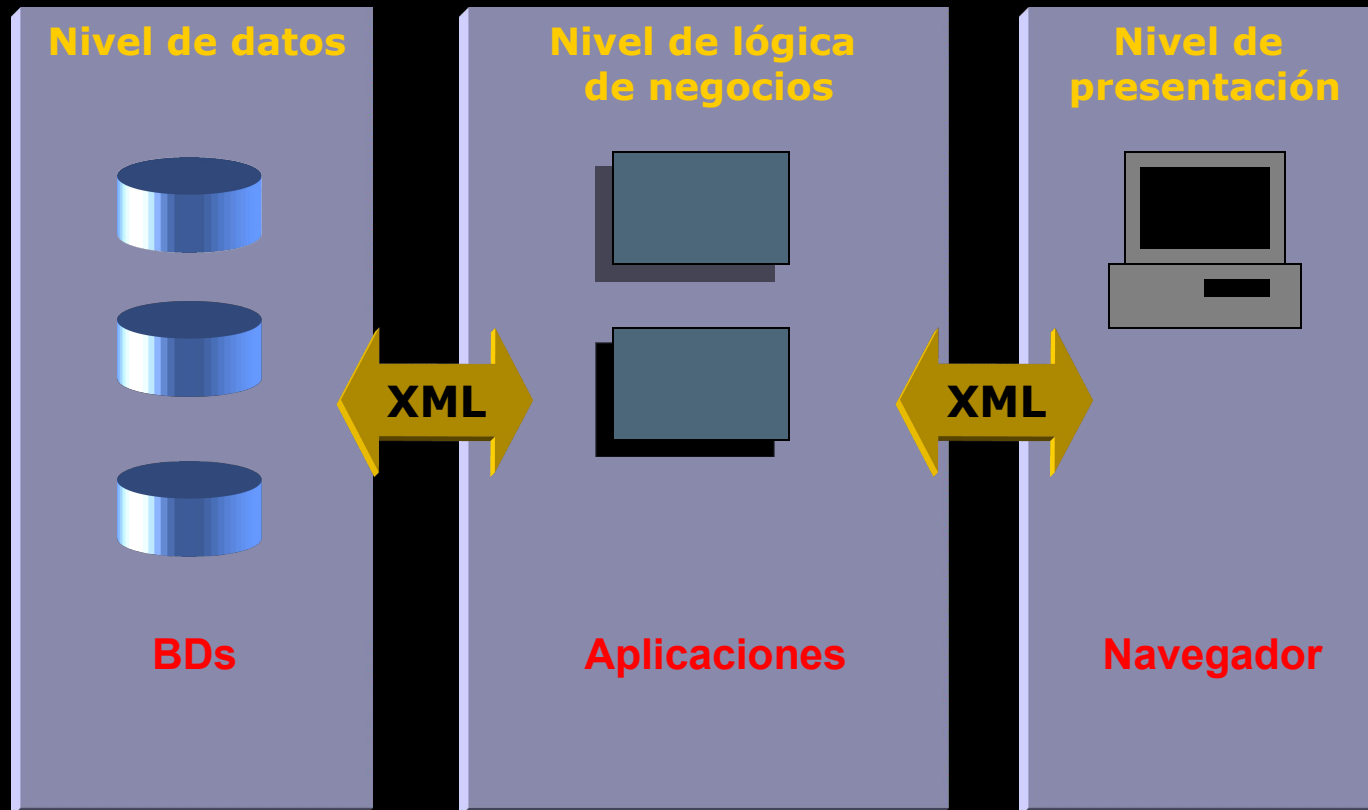 Nivel de datos
Nivel de lógica
de negocios
Nivel de
presentación
XML
XML
BDs
Aplicaciones
Navegador